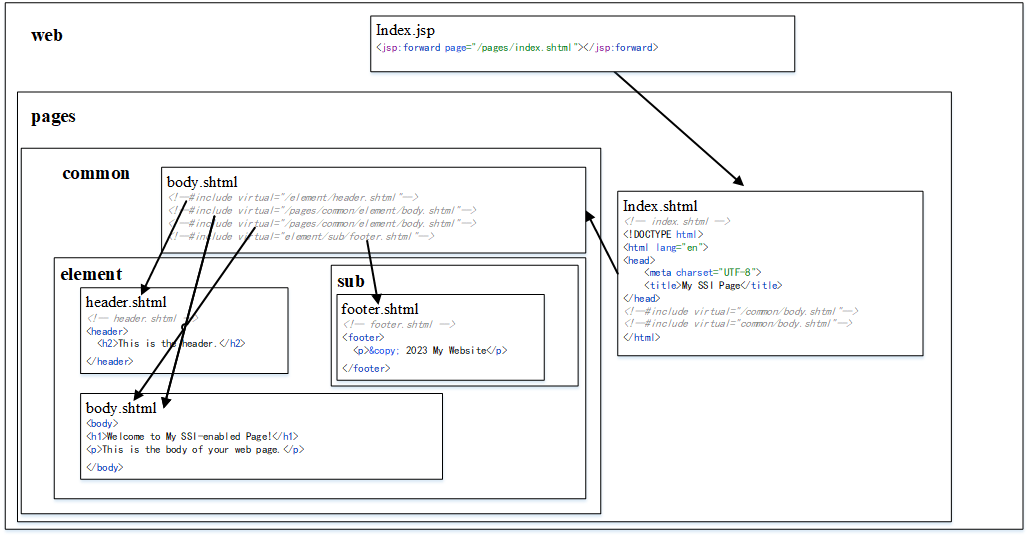 web
Index.jsp
<jsp:forward page="/pages/index.shtml"></jsp:forward>
pages
common
body.shtml
<!--#include virtual="/element/header.shtml"-->
<!--#include virtual="/pages/common/element/body.shtml"-->
<!--#include virtual="/pages/common/element/body.shtml"-->
<!--#include virtual="element/sub/footer.shtml"-->
Index.shtml
<!-- index.shtml -->
<!DOCTYPE html>
<html lang="en">
<head>
<meta charset="UTF-8">
<title>My SSI Page</title>
</head>
<!--#include virtual="/common/body.shtml"-->
<!--#include virtual="common/body.shtml"-->
</html>
element
header.shtml
<!-- header.shtml -->
<header>
<h2>This is the header.</h2>
</header>
sub
footer.shtml
<!-- footer.shtml -->
<footer>
<p>&copy; 2023 My Website</p>
</footer>
body.shtml
<body>
<h1>Welcome to My SSI-enabled Page!</h1>
<p>This is the body of your web page.</p>
</body>